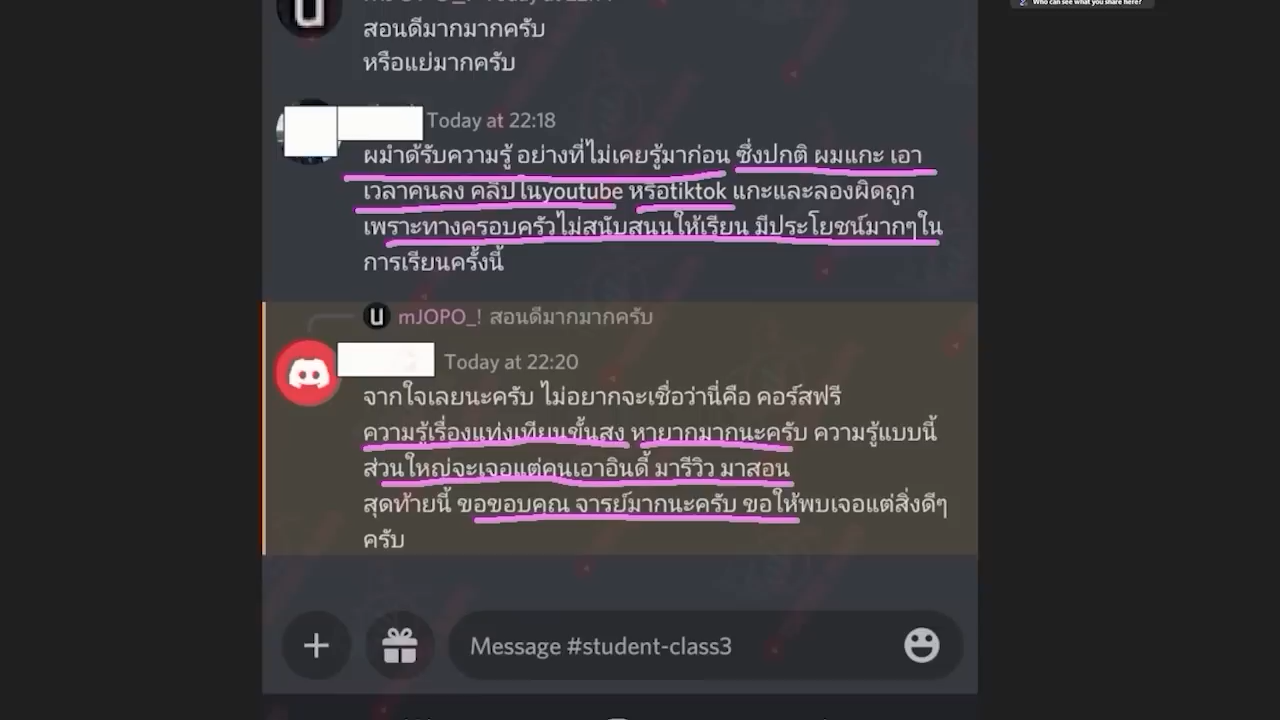 Who can see what you share here?
สอนดีมากมากครับ
หรือแย่มากครับ
Today at 22:18
ผมำด้รับความรู้ อย่างที่ไม่เคยรู้มาก่อน ซึ่งปกติ ผมแกะ เอา
เวลาคนลง คลิปในyoutube หรือtiktok แกะและลองผิดถูก
เพราะทางครอบครัวไม่สนับสนนให้เรียน มีประโยชน์มากๆใน
การเรียนครั้งนี้
mJOPO_! สอนดีมากมากครับ
Today at 22:20
จากใจเลยนะครับ ไม่อยากจะเชื่อว่านี่คือ คอร์สฟรี
ความรู้เรื่องแท่งเทียนขั้นสูง หายากมากนะครับ ความรู้แบบนี้
ส่วนใหญ่จะเจอแต่คนเอาอินดี้ มารีวิว มาสอน
สุดท้ายนี้ ขอขอบคุณ จารย์มากนะครับ ขอให้พบเจอแต่สิ่งดีๆ
ครับ
Message #student-class3